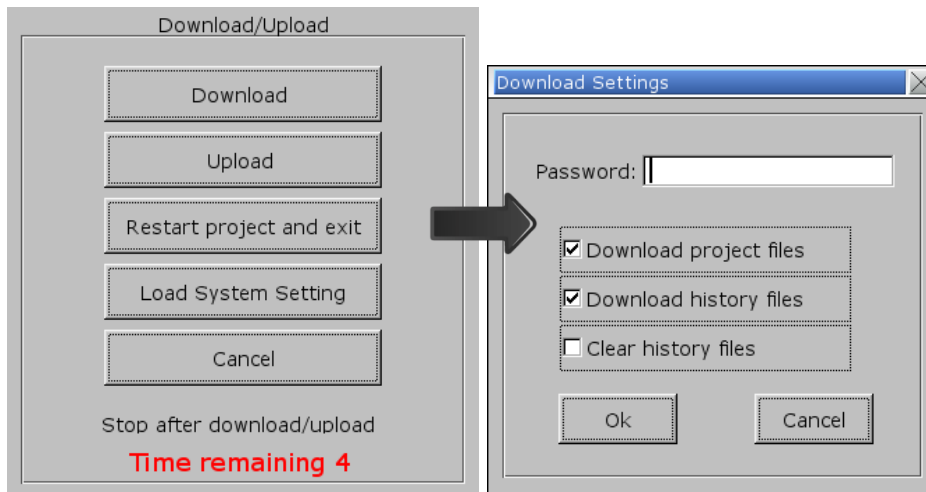 Download/Upload
Download
Upload
Restart project and exit
Load System Setting
Cancel
Stop after download/upload
Time remaining 4
Download Settings
Password:
Download project files
Download history files
Clear history files
Ok
Cancel